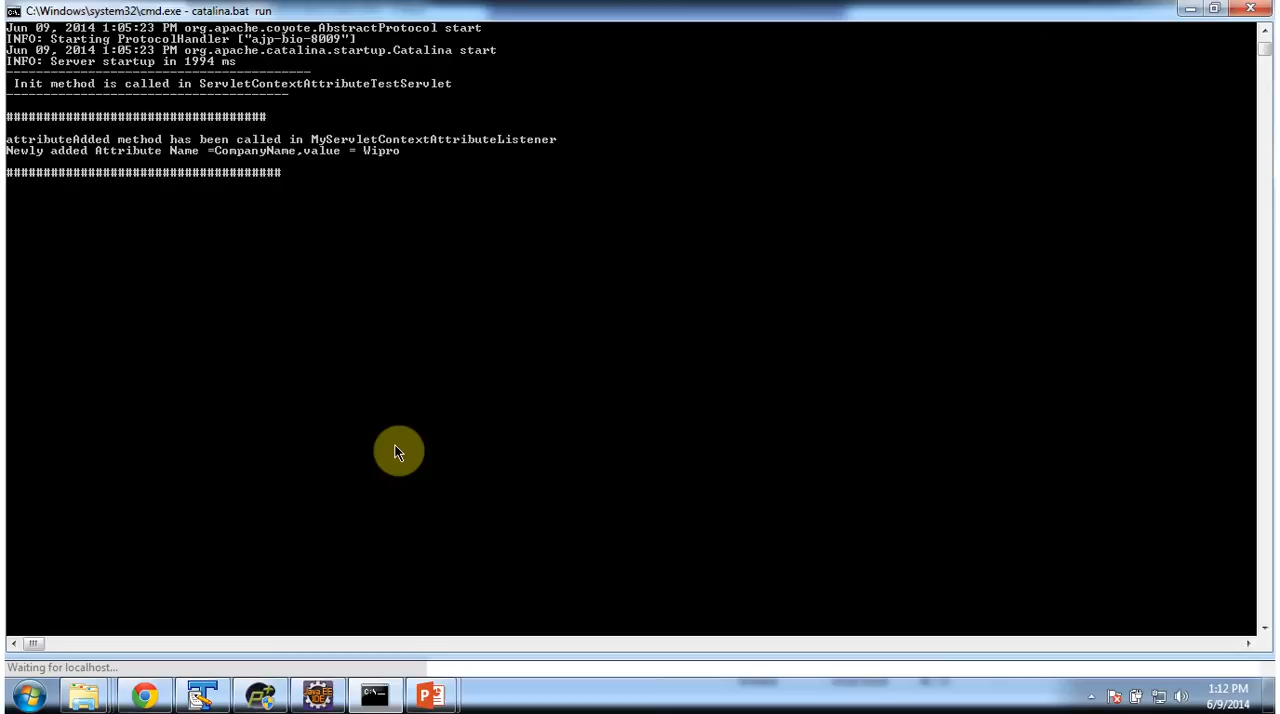 C:\Windows\system32\cmd.exe - catalina.bat run
Jun 09, 2014 1:05:23 PM org.apache.coyote.AbstractProtocol start
INFO: Starting ProtocolHandler ["ajp-bio-8009"]
Jun 09, 2014 1:05:23 PM org.apache.catalina.startup.Catalina start
INFO: Server startup in 1994 ms
-----------------------------------------
Init method is called in ServletContextAttributeTestServlet
--------------------------------------
###################################
attributeAdded method has been called in MyServletContextAttributeListener
Newly added Attribute Name =CompanyName,value = Wipro
#####################################
Waiting for localhost...
Java EE
IDE
C:\.
P
1:12 PM
6/9/2014